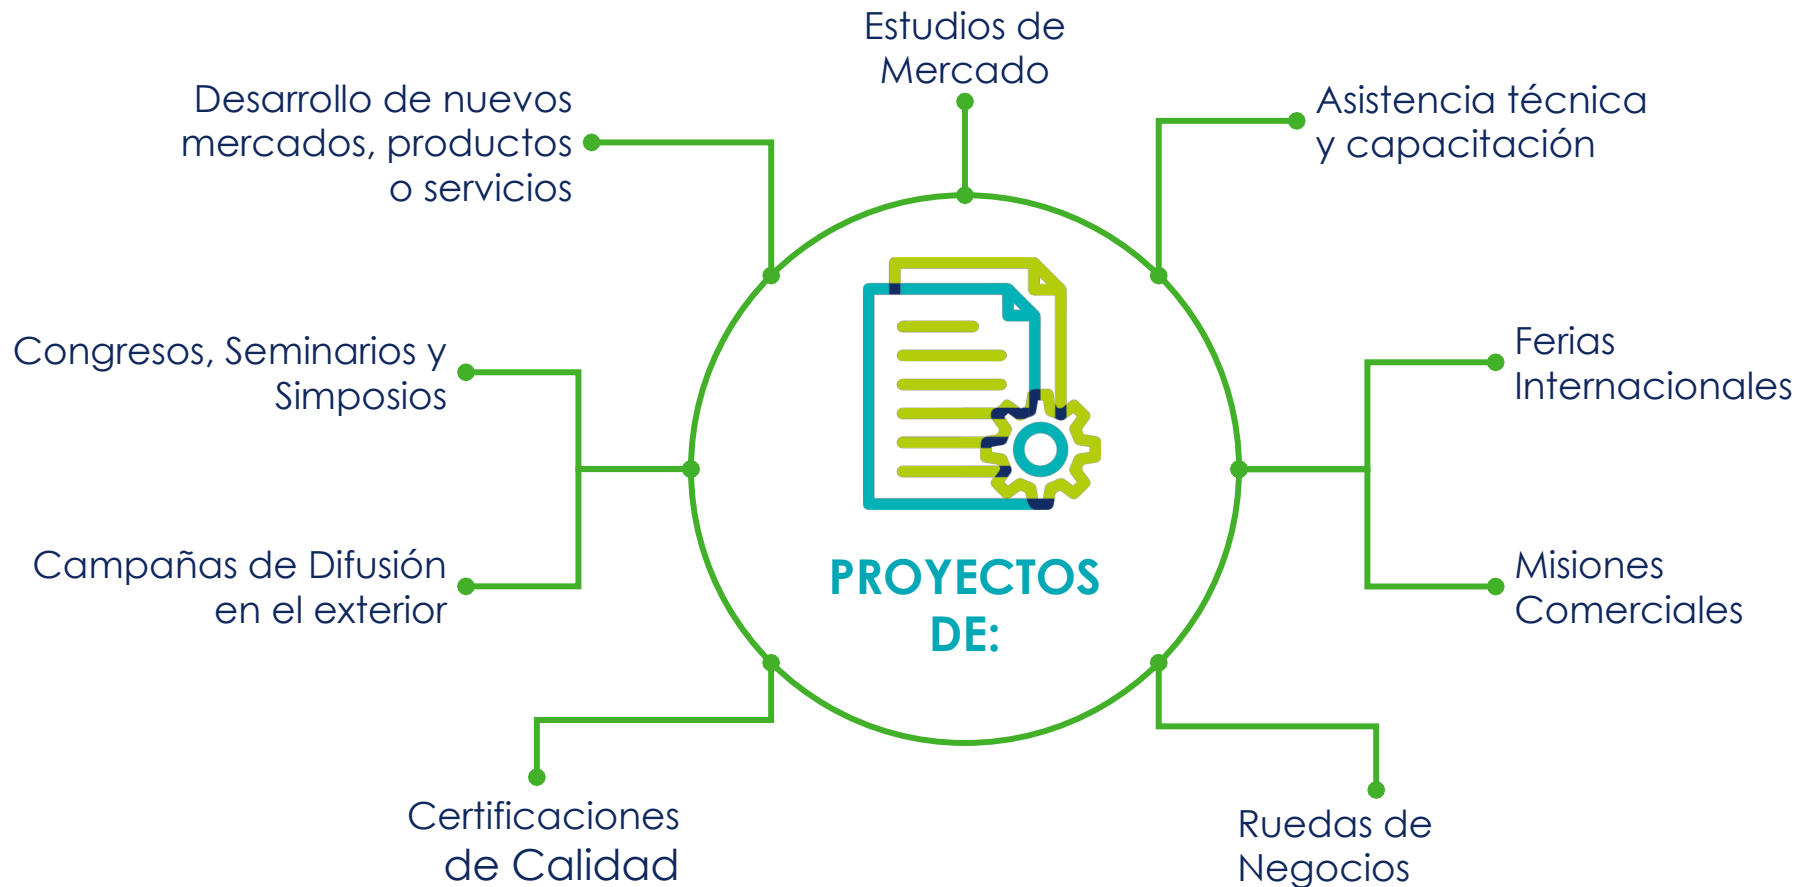 Estudios de
Mercado
Desarrollo de nuevos
mercados, productos
o servicios
Asistencia técnica
y capacitación
Congresos, Seminarios y
Simposios
Ferias
Internacionales
Campañas de Difusión
en el exterior
PROYECTOS
DE:
Misiones
Comerciales
Certificaciones
de Calidad
Ruedas de
Negocios